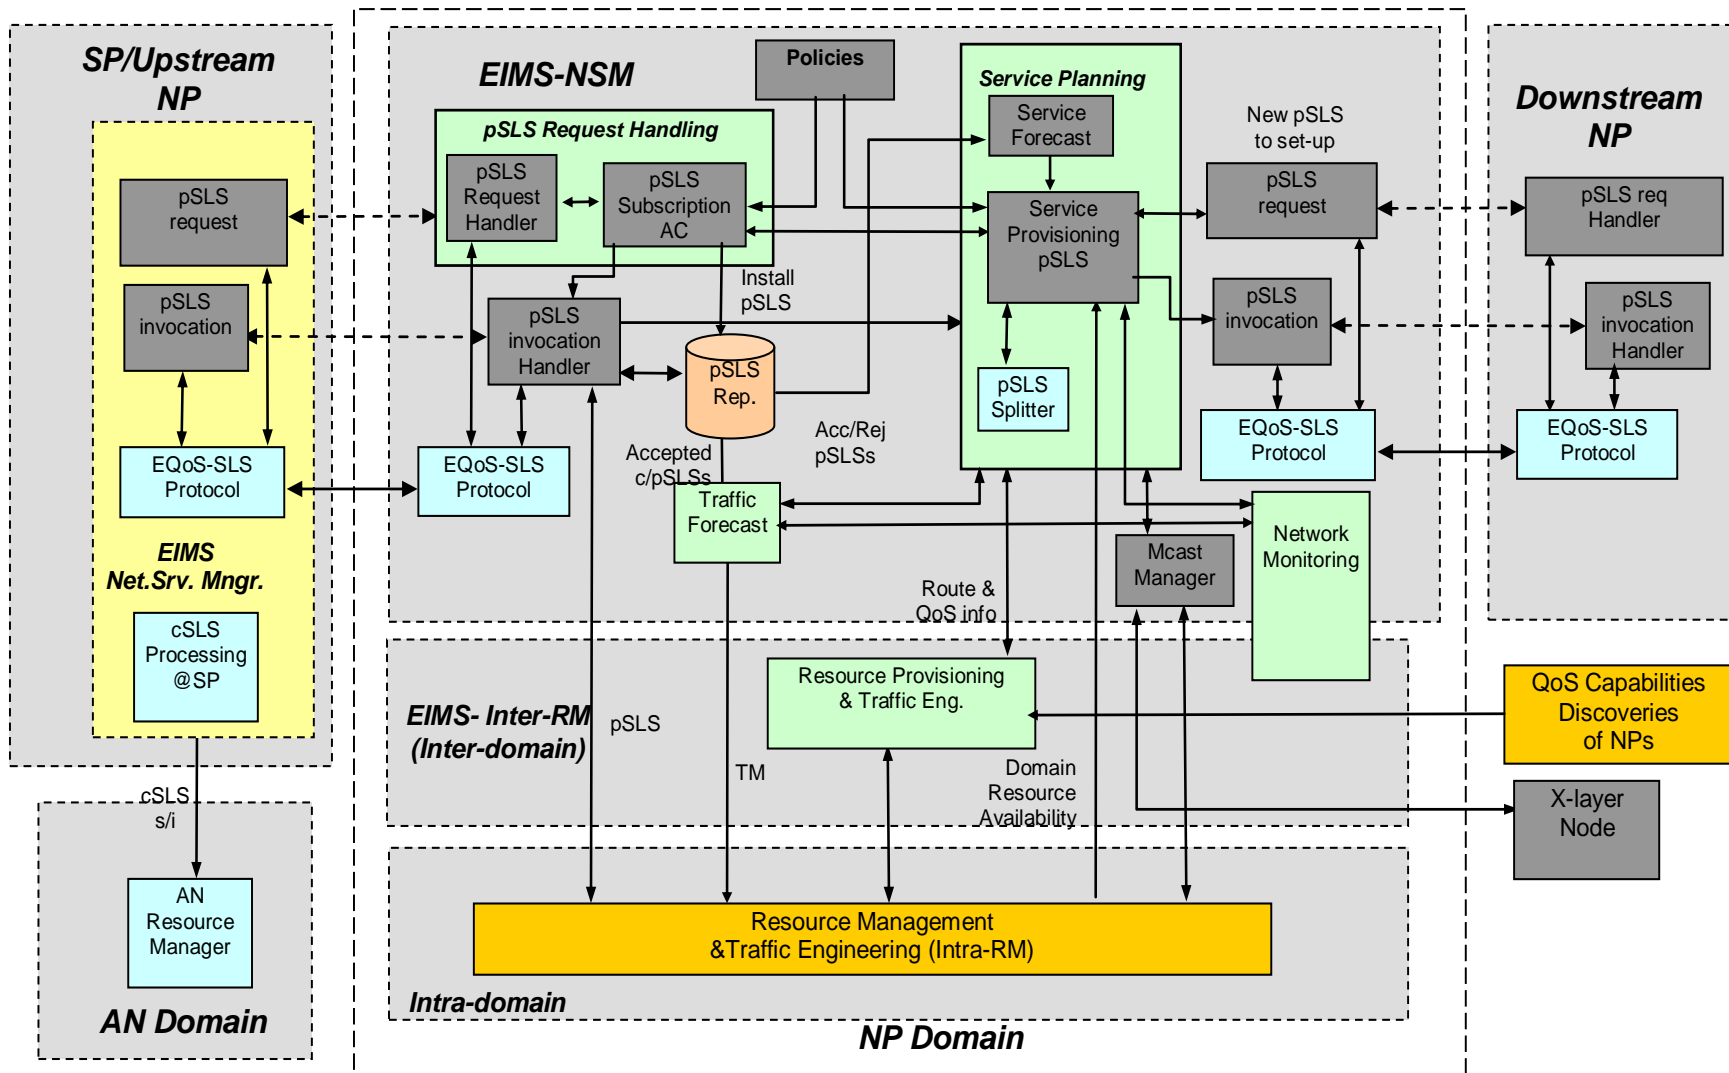 SP/Upstream
NP
pSLS
request
pSLS
invocation
EQoS-SLS
Protocol
EIMS
Net.Srv. Mngr.
cSLS
Processing
@SP
cSLS
s/i
AN
Resource
Manager
AN Domain
EIMS-NSM
Policies
pSLS Request Handling
pSLS
Request
Handler
pSLS
Subscription
AC
Install
pSLS
pSLS
invocation
Handler
pSLS
Rep.
EQoS-SLS
Protocol
Accepted
c/pSLSs
Acc/Rej
pSLSs
Traffic
Forecast
Service Planning
Service
Forecast
Service
Provisioning
pSLS
pSLS
Splitter
New pSLS
to set-up
pSLS
request
pSLS
invocation
EQoS-SLS
Protocol
Mcast
Manager
Network
Monitoring
Route &
QoS info
EIMS- Inter-RM
(Inter-domain)
pSLS
TM
Resource Provisioning
& Traffic Eng.
Domain
Resource
Availability
Resource Management
&Traffic Engineering (Intra-RM)
Intra-domain
NP Domain
Downstream
NP
pSLS req
Handler
pSLS
invocation
Handler
EQoS-SLS
Protocol
QoS Capabilities
Discoveries
of NPs
X-layer
Node